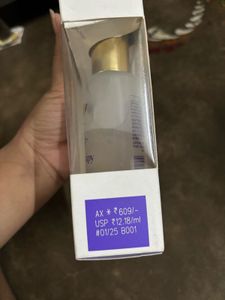 AX * ₹609/-
USP ₹12.18/ml
#01/25 B001